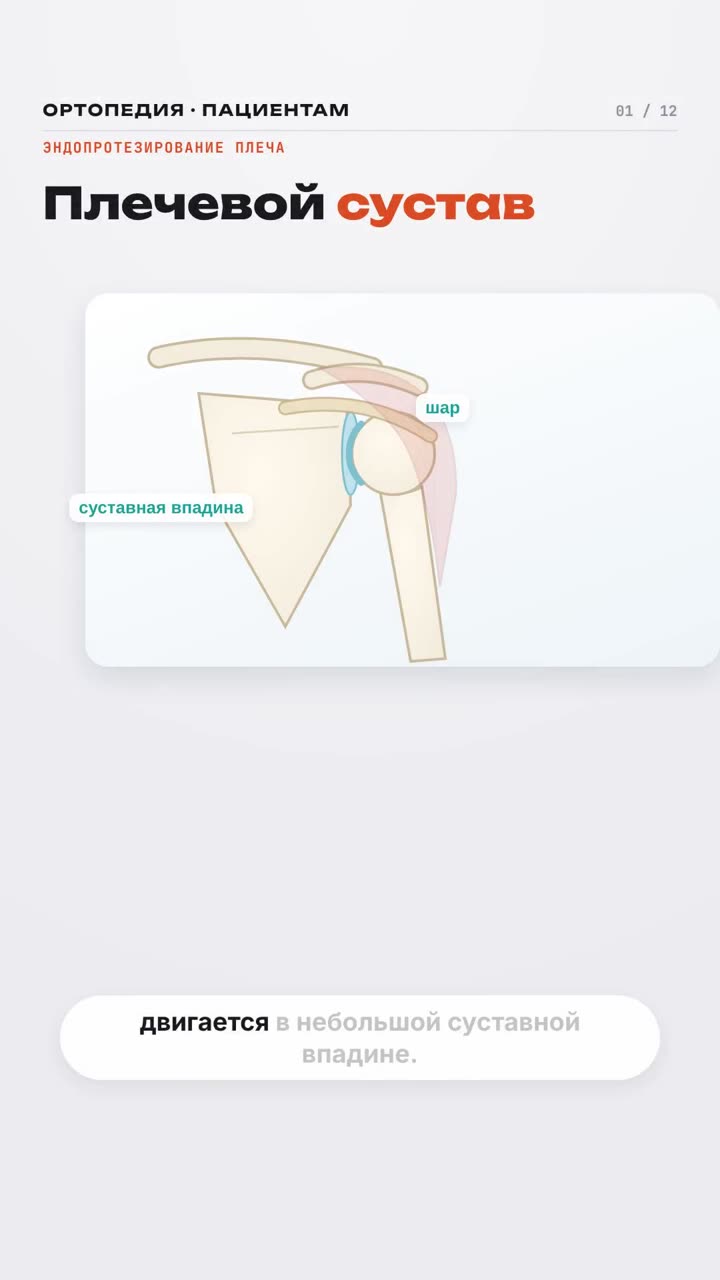 ОРТОПЕДИЯ · ПАЦИЕНТАМ
01 / 12
ЭНДОПРОТЕЗИРОВАНИЕ ПЛЕЧА
Плечевой сустав
шар
суставная впадина
двигается в небольшой суставной
впадине.